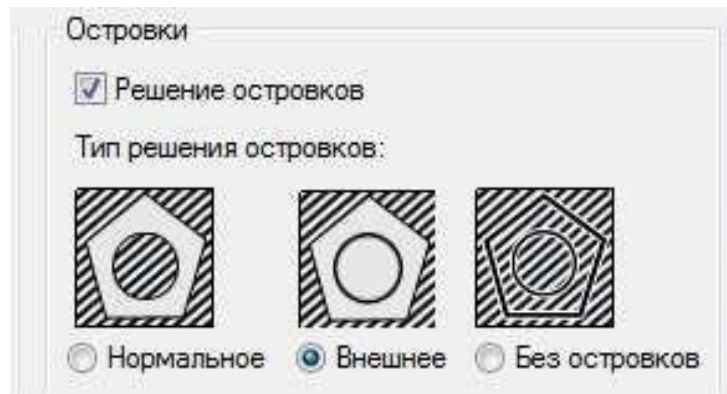 Островки
Решение островков
Тип решения островков:
Нормальное Внешнее Без островков